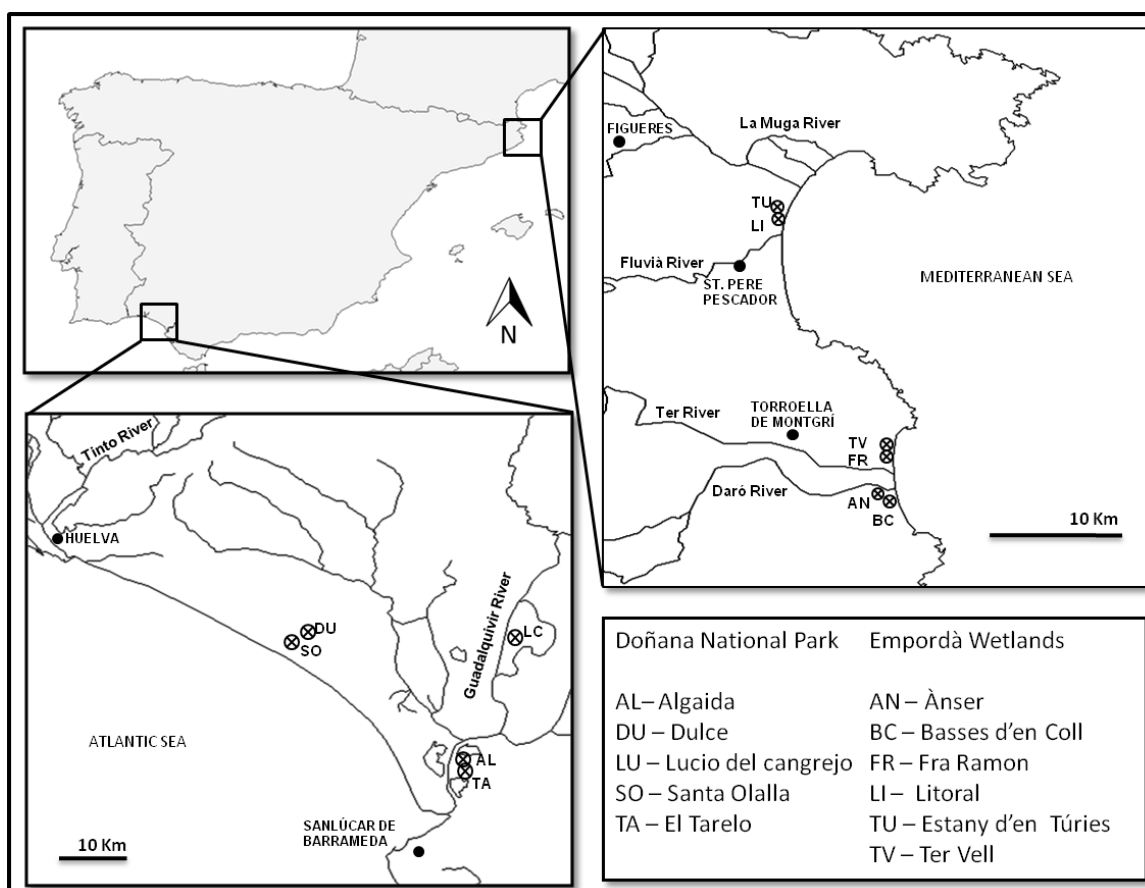 N
FIGUERES
La Muga River
TU
LI
Fluvià River
ST. PERE
PESCADOR
MEDITERRANEAN SEA
Ter River
TORROELLA
DE MONTGRÍ
TV
FR
Daró River
AN
BC
10 Km
Tinto River
HUELVA
DU
SO
LC
Guadalquivir River
ATLANTIC SEA
AL
TA
SANLÚCAR DE
BARRAMEDA
10 Km
Doñana National Park Empordà Wetlands
AL– Algaida AN – Ànser
DU – Dulce BC – Basses d'en Coll
LU – Lucio del cangrejo FR – Fra Ramon
SO – Santa Olalla LI – Litoral
TA – El Tarelo TU – Estany d'en Túries
TV – Ter Vell